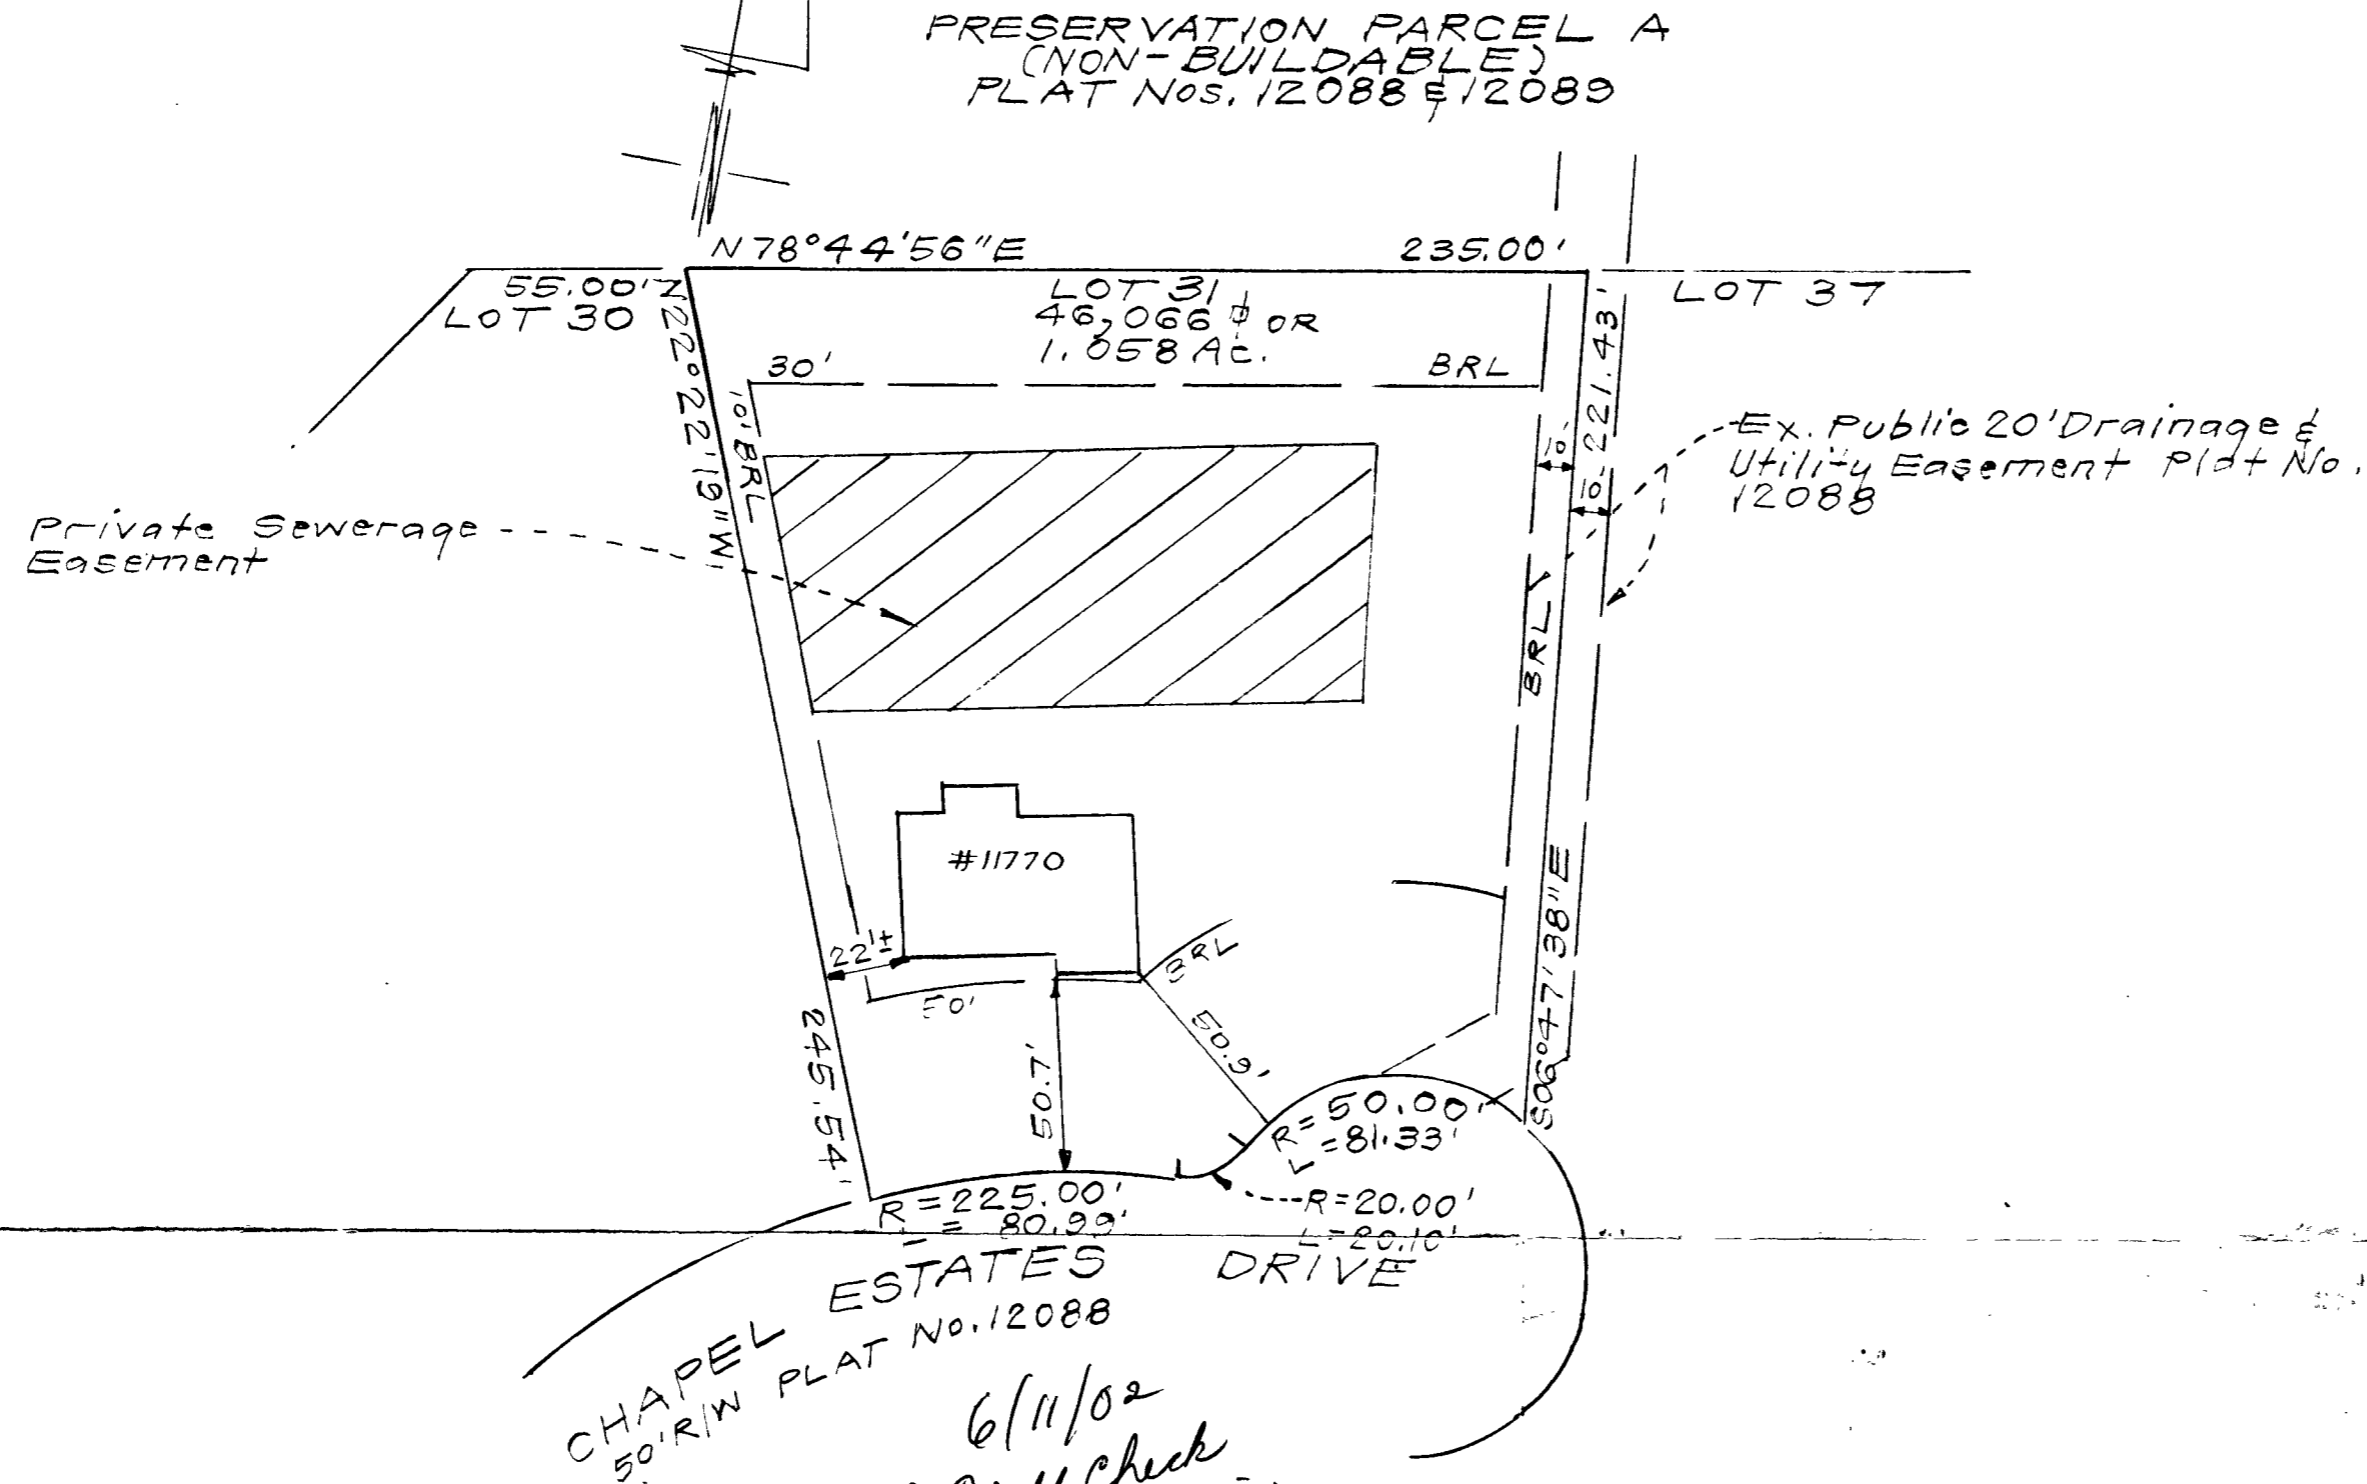 PRESERVATION PARCEL A
(NON-BUILDABLE)
PLAT Nos. 12088 & 12089
N 78°44'56"E 235.00'
55.00'
LOT 30
LOT 31
46,066 ⏍ OR
1.058 Ac.
LOT 37
N22°22'19"W
245.54'
30' BRL
10' BRL
10'
10'
221.43'
S06°47'38"E
BRL
Ex. Public 20' Drainage &
Utility Easement Plat No.
12088
Private Sewerage
Easement
#11770
22'±
50'
BRL
50.7'
50.9'
R=50.00'
L=81.33'
R=225.00'
L= 80.99'
R=20.00'
L=20.10'
CHAPEL ESTATES DRIVE
50' R/W PLAT No. 12088
6/11/02
Check